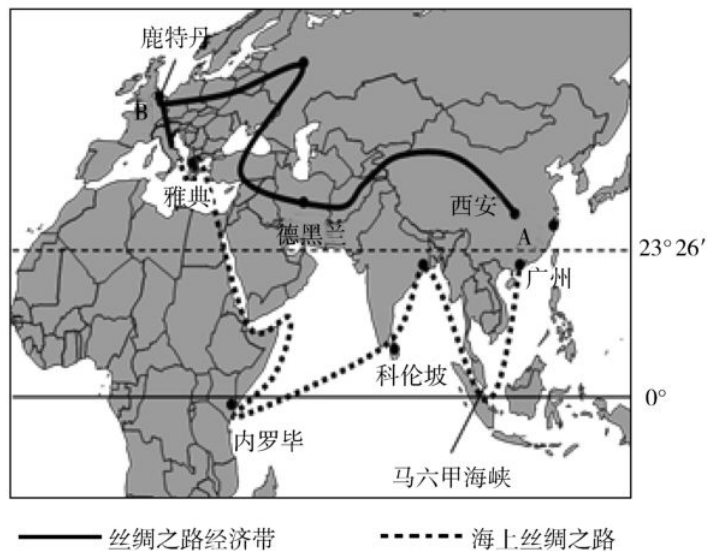 鹿特丹
B
雅典
德黑兰
西安
A
23°26′
广州
科伦坡
0°
内罗毕
马六甲海峡
丝绸之路经济带
海上丝绸之路